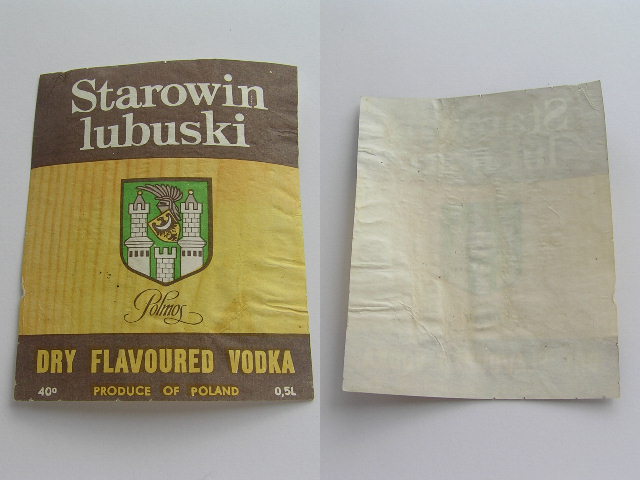 Starowin
lubuski
Polmos
DRY FLAVOURED VODKA
40° PRODUCE OF POLAND 0,5L